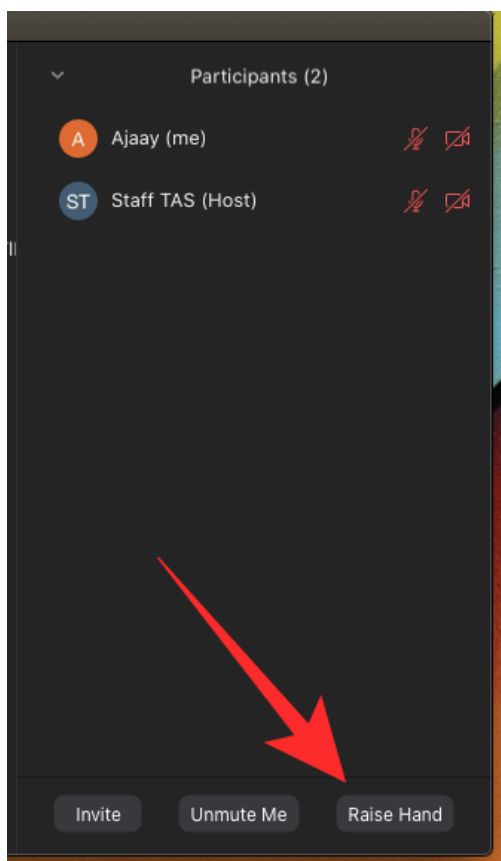 Participants (2)
A Ajaay (me)
ST Staff TAS (Host)
Invite Unmute Me Raise Hand